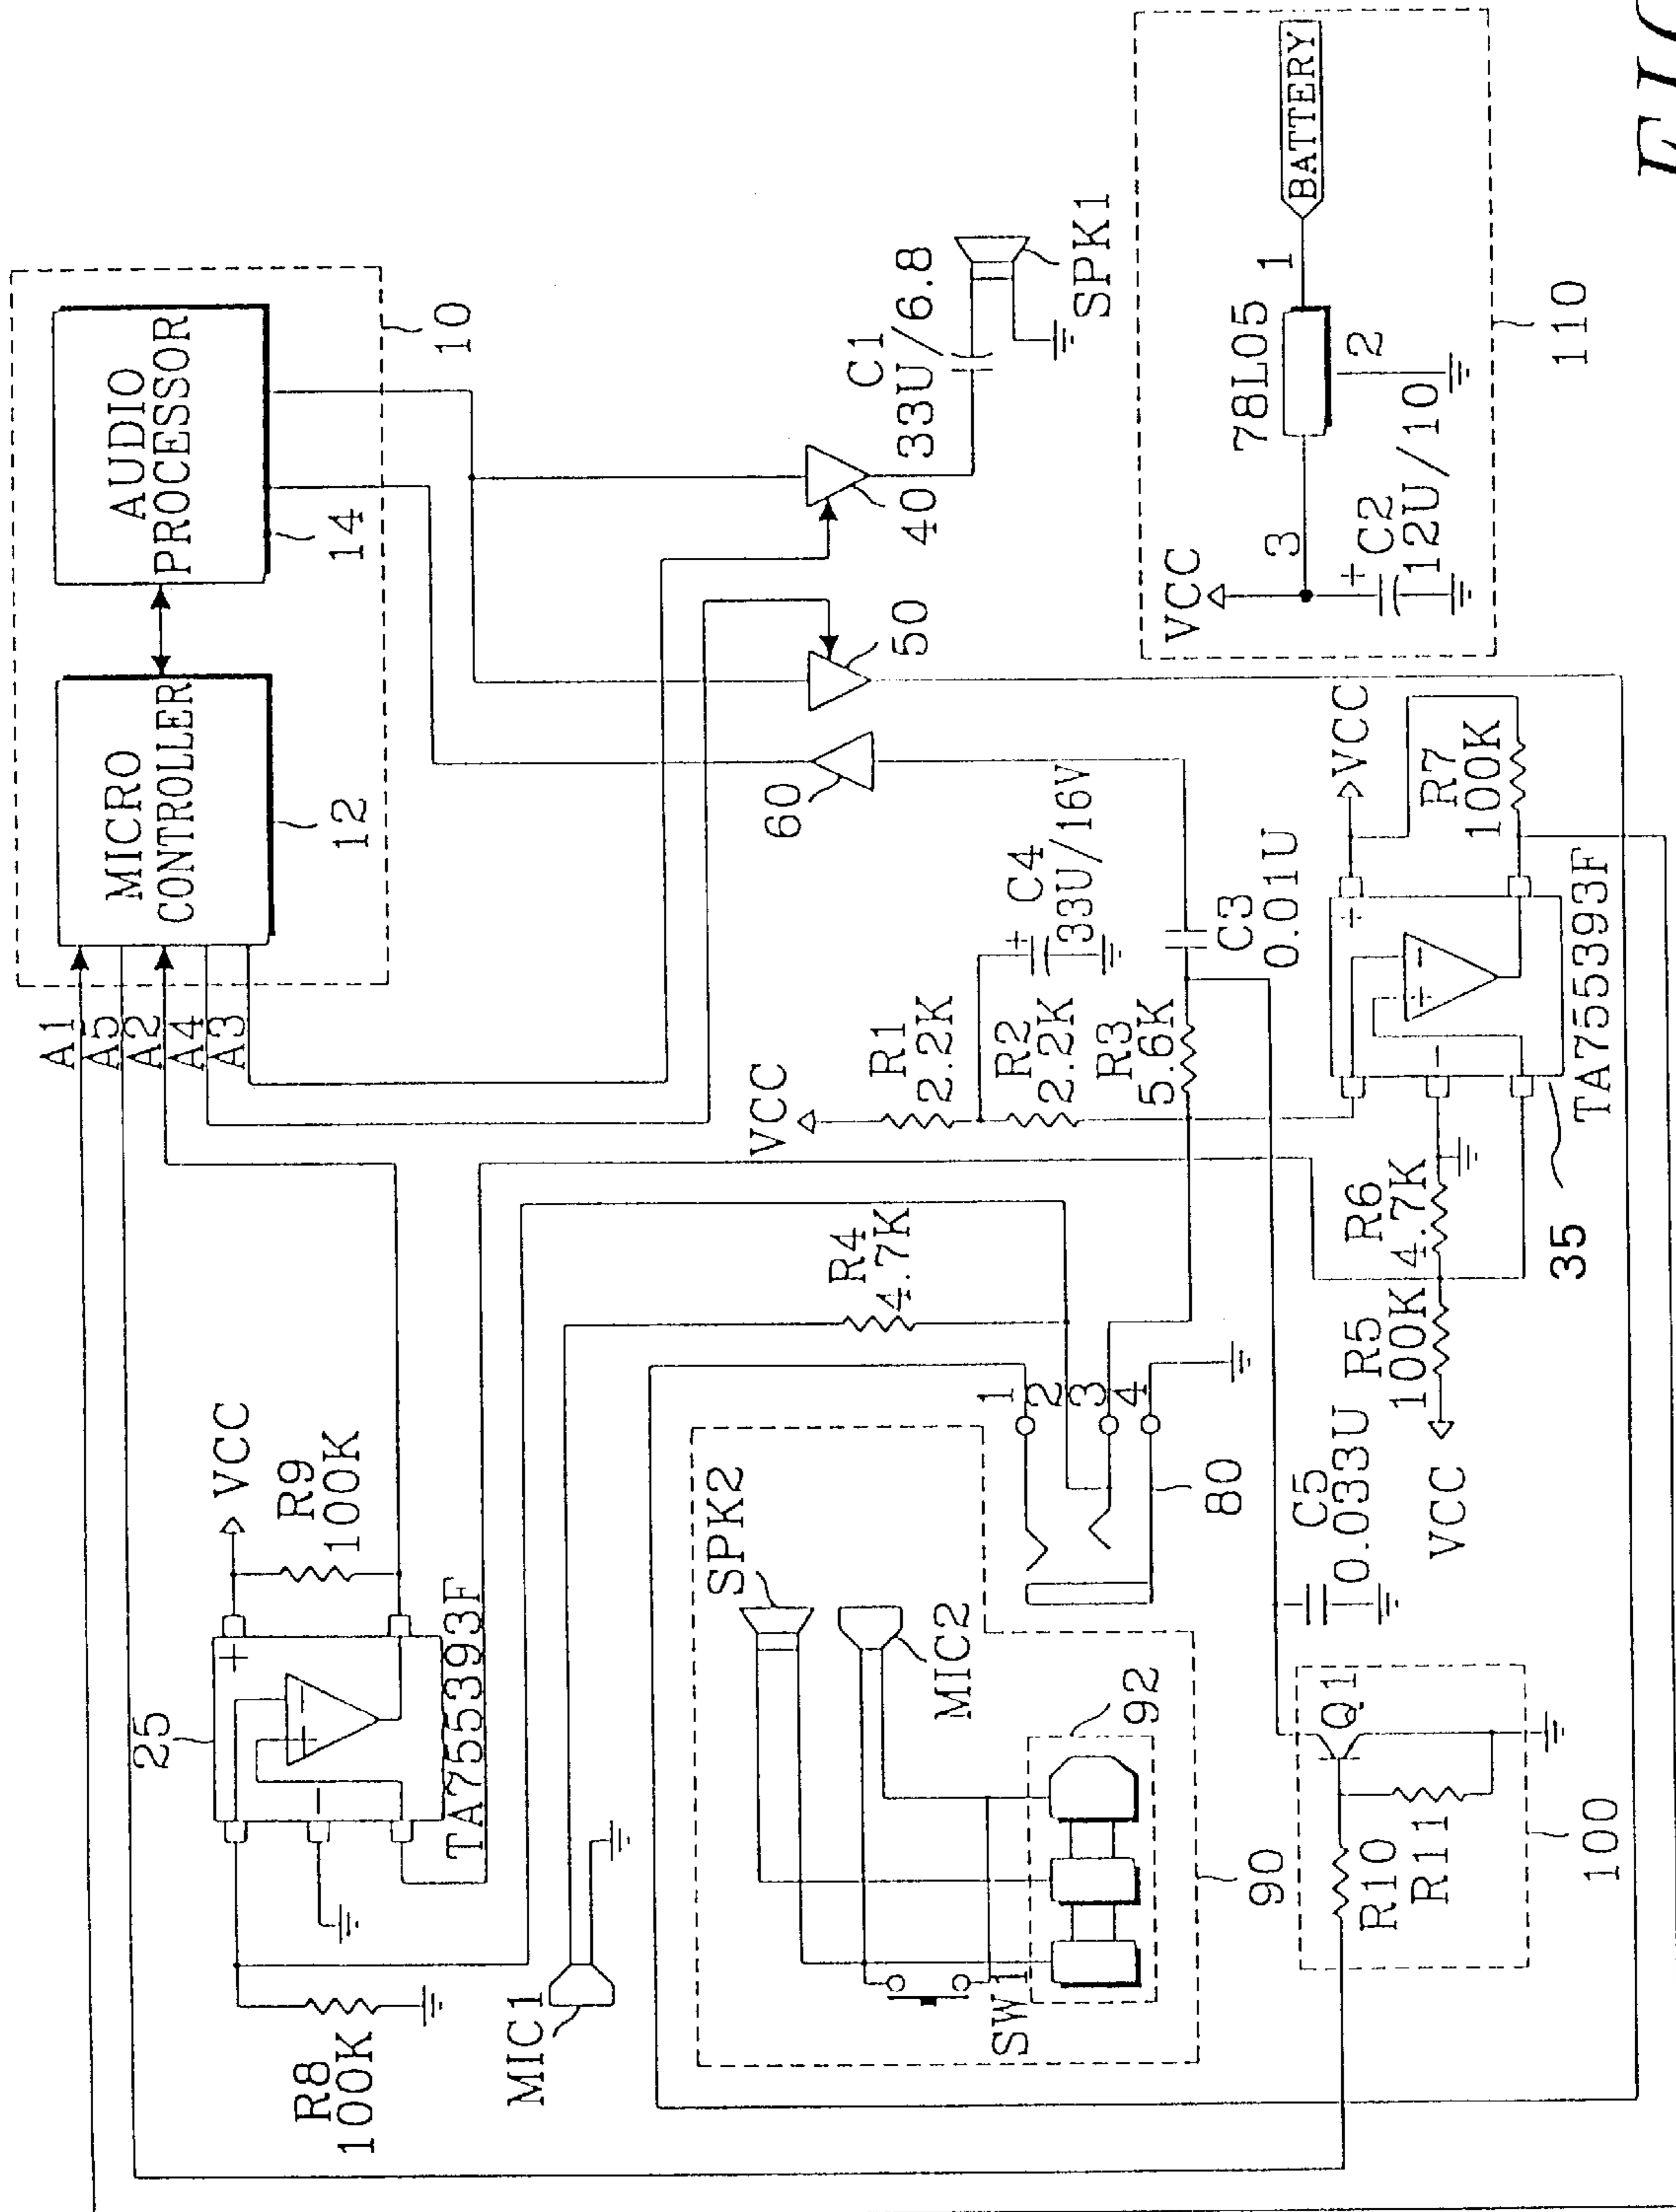 AUDIO
PROCESSOR
14
10
MICRO
CONTROLLER
12
A1
A5
A2
A4
A3
VCC
R9
100K
25
TA755393F
R8
100K
MIC1
40
C1
33U/6.8
SPK1
50
60
C4
+
33U/16V
VCC
R1
2.2K
R2
2.2K
R3
5.6K
C3
0.01U
R4
4.7K
1
2
3
4
80
SPK2
MIC2
92
SW1
90
BATTERY
1
78L05
2
3
VCC
+
C2
12U/10
110
VCC
R7
100K
TA755393F
35
R6
4.7K
R5
100K
VCC
C5
0.033U
Q1
R10
R11
100
+
-
+
-
+
-
+
-